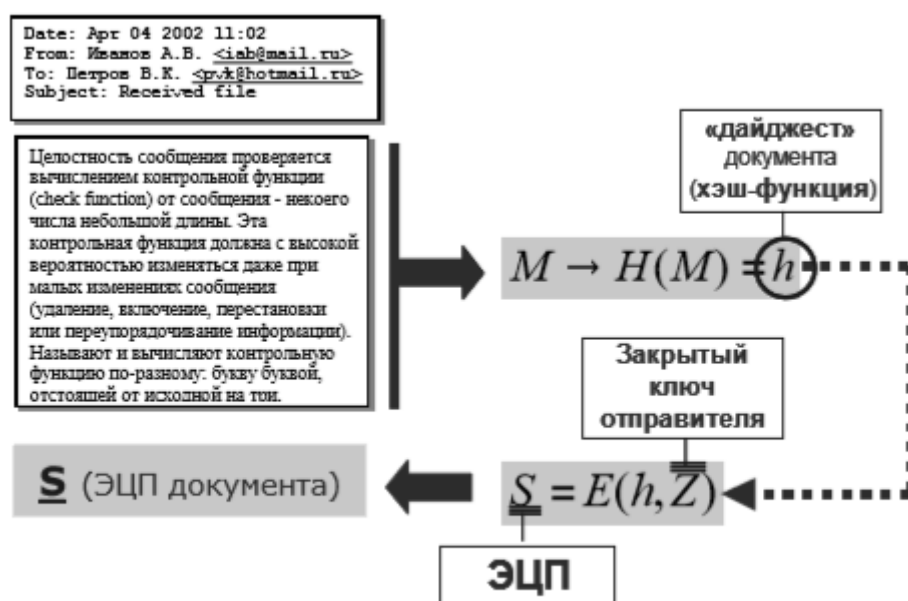 Date: Apr 04 2002 11:02
From: Иванов А.В. <iab@mail.ru>
To: Петров В.К. <pvk@hotmail.ru>
Subject: Received file
Целостность сообщения проверяется
вычислением контрольной функции
(check function) от сообщения - некоего
числа небольшой длины. Эта
контрольная функция должна с высокой
вероятностью изменяться даже при
малых изменениях сообщения
(удаление, включение, перестановки
или переупорядочивание информации).
Называют и вычисляют контрольную
функцию по-разному: букву буквой,
отстоящей от исходной на три.
«дайджест»
документа
(хэш-функция)
M → H(M) = h
Закрытый
ключ
отправителя
S = E(h, Z)
S (ЭЦП документа)
ЭЦП